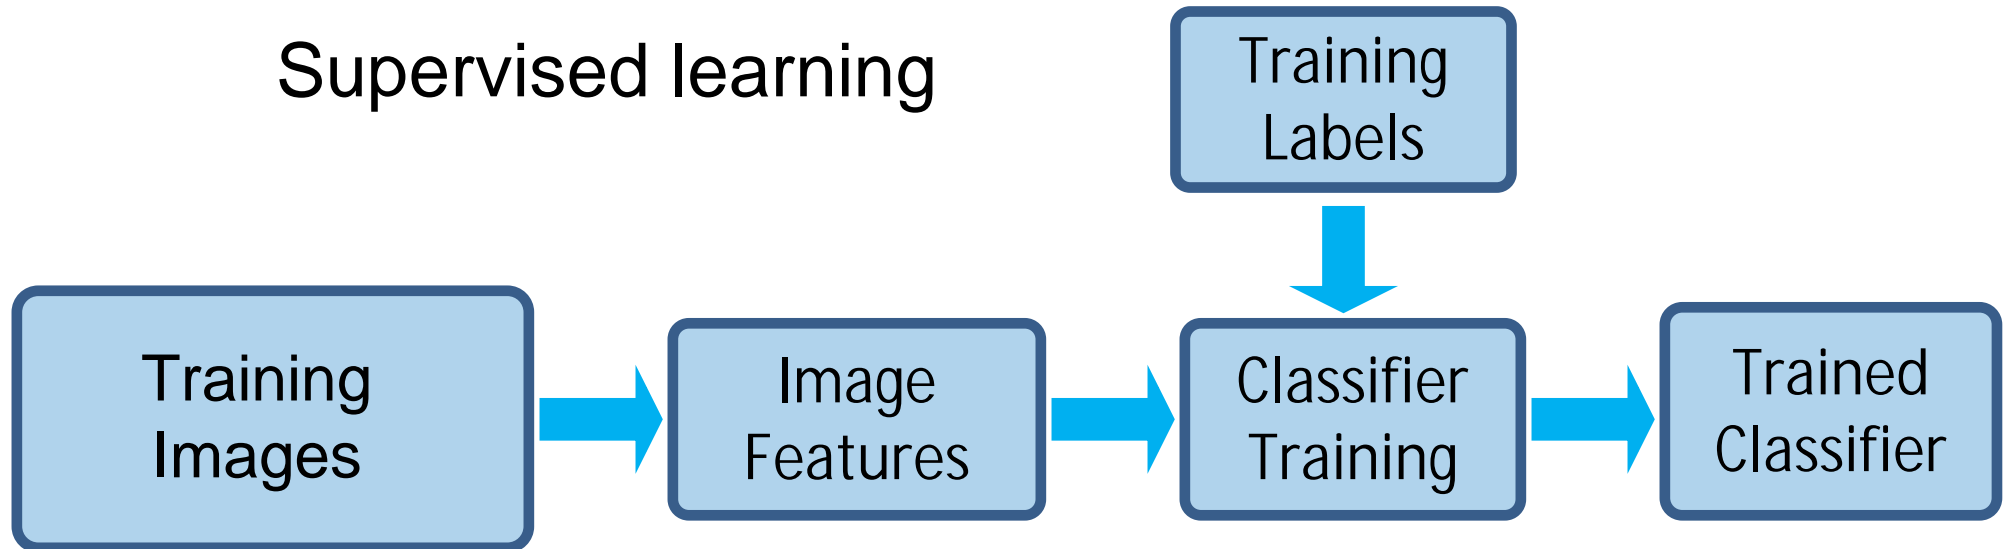 Supervised learning
Training
Labels
Training
Images
Image
Features
Classifier
Training
Trained
Classifier